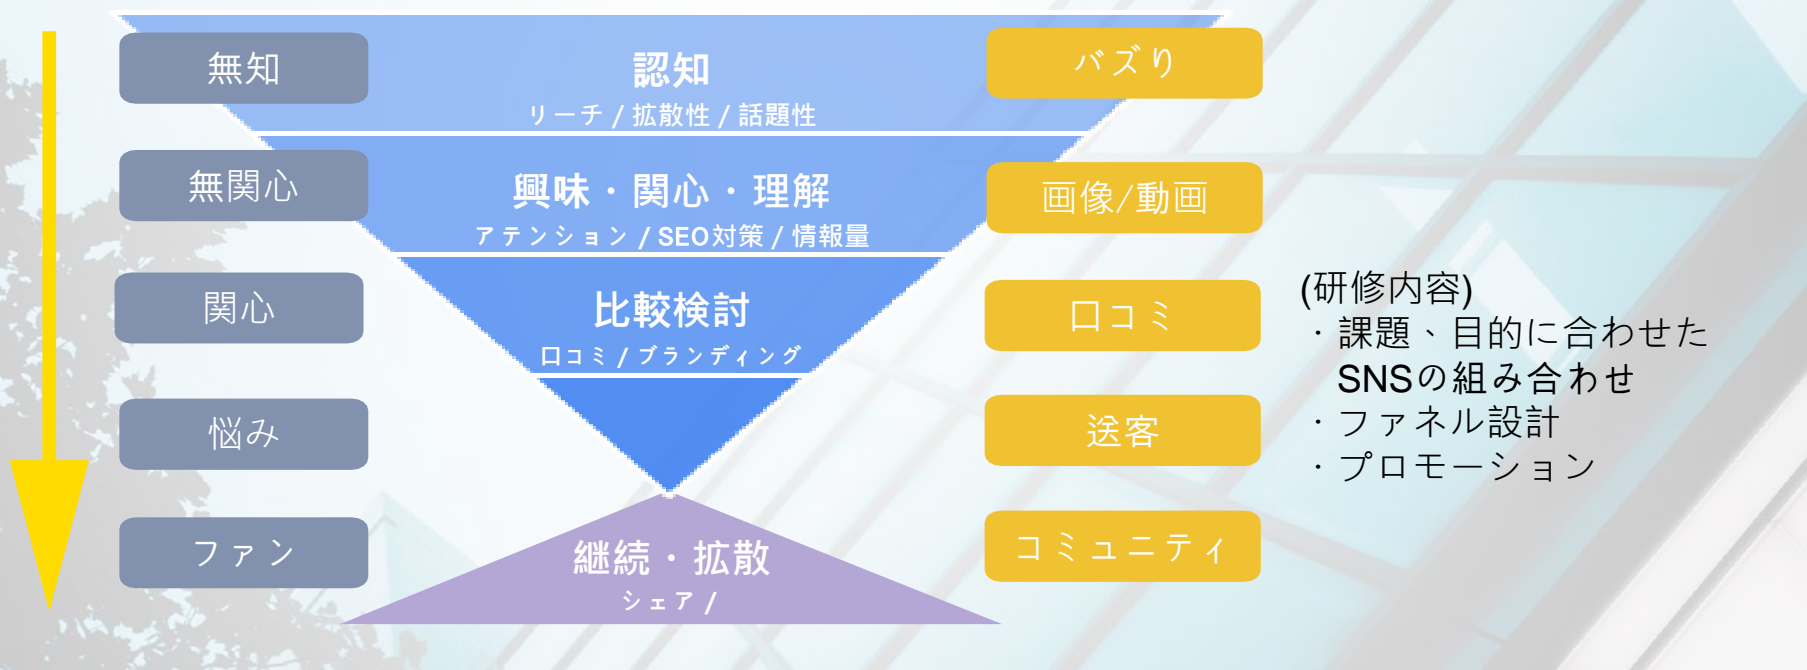 無知
認知
リーチ / 拡散性 / 話題性
バズり
無関心
興味・関心・理解
アテンション / SEO対策 / 情報量
画像/動画
関心
比較検討
口コミ / ブランディング
口コミ
悩み
送客
ファン
継続・拡散
シェア /
コミュニティ
(研修内容)
・課題、目的に合わせた
SNSの組み合わせ
・ファネル設計
・プロモーション